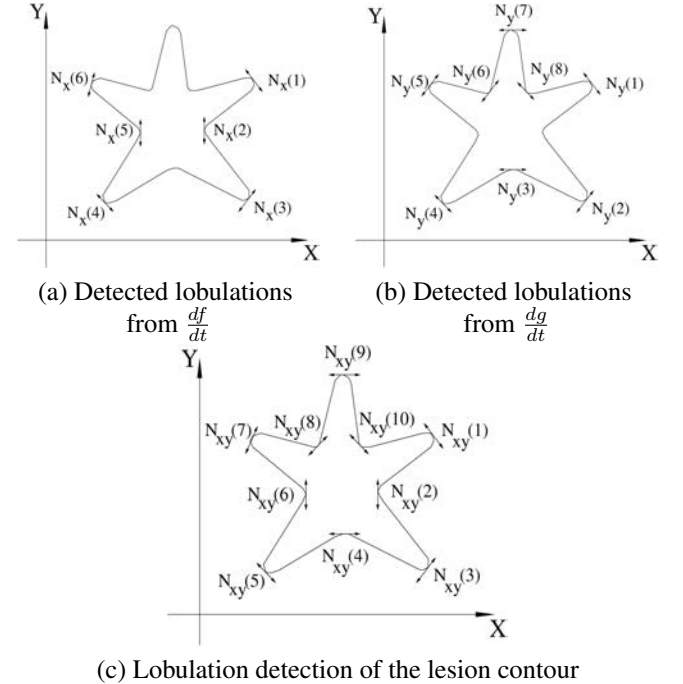 Y
N_x(6)
N_x(1)
N_x(5)
N_x(2)
N_x(4)
N_x(3)
X
(a) Detected lobulations
from df/dt
Y
N_y(7)
N_y(5)
N_y(6)
N_y(8)
N_y(1)
N_y(4)
N_y(3)
N_y(2)
X
(b) Detected lobulations
from dg/dt
Y
N_xy(9)
N_xy(7)
N_xy(8)
N_xy(10)
N_xy(1)
N_xy(6)
N_xy(2)
N_xy(5)
N_xy(4)
N_xy(3)
X
(c) Lobulation detection of the lesion contour